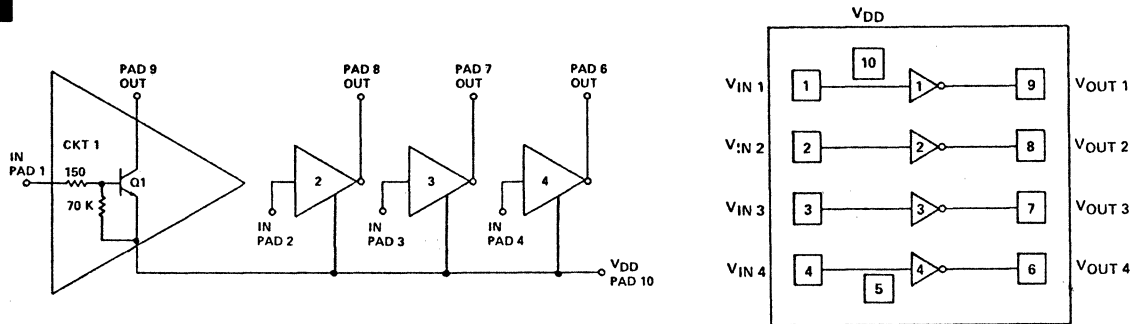 PAD 9
OUT
PAD 8
OUT
PAD 7
OUT
PAD 6
OUT
CKT 1
IN
PAD 1
150
Q1
70 K
2
3
4
IN
PAD 2
IN
PAD 3
IN
PAD 4
VDD
PAD 10
VDD
10
VIN 1
1
1
9
VOUT 1
VIN 2
2
2
8
VOUT 2
VIN 3
3
3
7
VOUT 3
VIN 4
4
4
6
VOUT 4
5